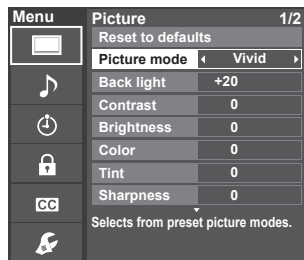 Menu
Picture 1/2
Reset to defaults
Picture mode Vivid
Back light +20
Contrast 0
Brightness 0
Color 0
Tint 0
Sharpness 0
CC
Selects from preset picture modes.